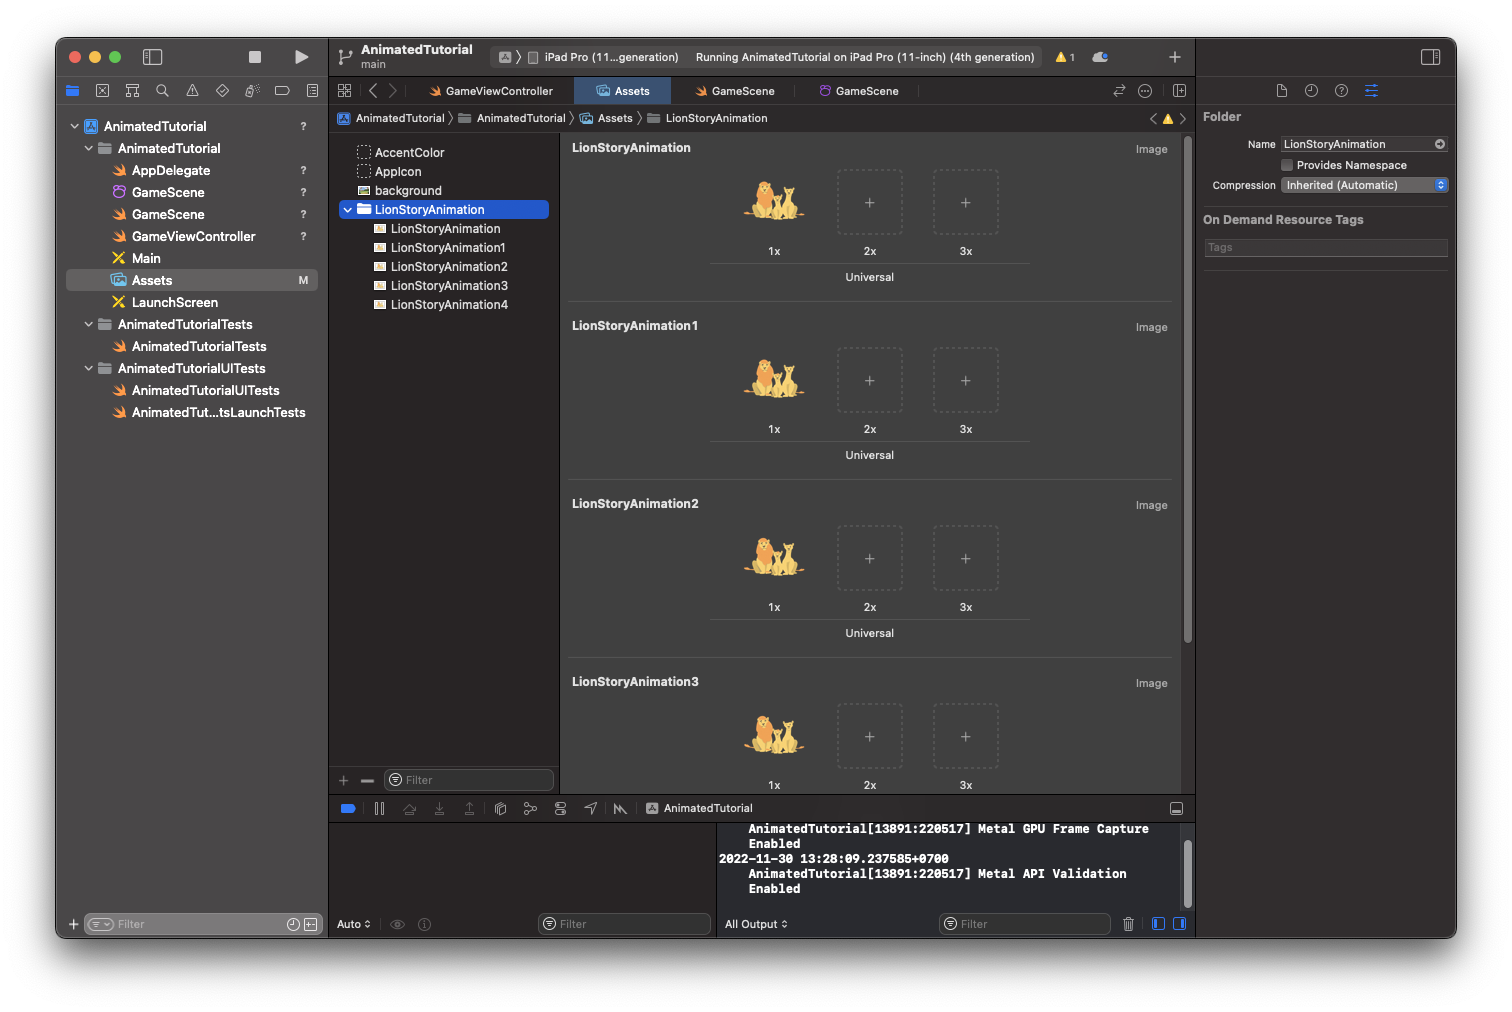 AnimatedTutorial
main
iPad Pro (11...generation)
Running AnimatedTutorial on iPad Pro (11-inch) (4th generation)
1
GameViewController
Assets
GameScene
GameScene
AnimatedTutorial
AnimatedTutorial
Assets
LionStoryAnimation
AnimatedTutorial ?
AnimatedTutorial
AppDelegate ?
GameScene ?
GameScene ?
GameViewController ?
Main
Assets M
LaunchScreen
AnimatedTutorialTests
AnimatedTutorialTests
AnimatedTutorialUITests
AnimatedTutorialUITests
AnimatedTut...tsLaunchTests
Filter
AccentColor
AppIcon
background
LionStoryAnimation
LionStoryAnimation
LionStoryAnimation1
LionStoryAnimation2
LionStoryAnimation3
LionStoryAnimation4
Filter
LionStoryAnimation Image
1x 2x 3x
Universal
LionStoryAnimation1 Image
1x 2x 3x
Universal
LionStoryAnimation2 Image
1x 2x 3x
Universal
LionStoryAnimation3 Image
1x 2x 3x
AnimatedTutorial
AnimatedTutorial[13891:220517] Metal GPU Frame Capture
Enabled
2022-11-30 13:28:09.237585+0700
AnimatedTutorial[13891:220517] Metal API Validation
Enabled
Auto
Filter
All Output
Filter
Folder
Name LionStoryAnimation
Provides Namespace
Compression Inherited (Automatic)
On Demand Resource Tags
Tags